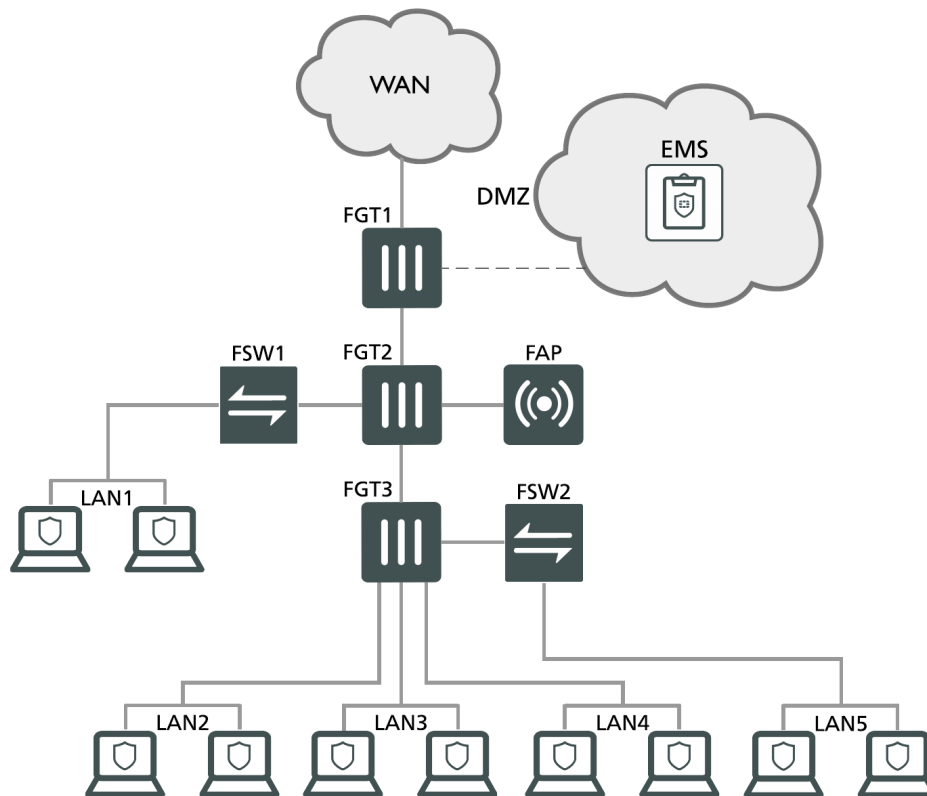 WAN
EMS
DMZ
FGT1
FSW1
FGT2
FAP
LAN1
FGT3
FSW2
LAN2
LAN3
LAN4
LAN5